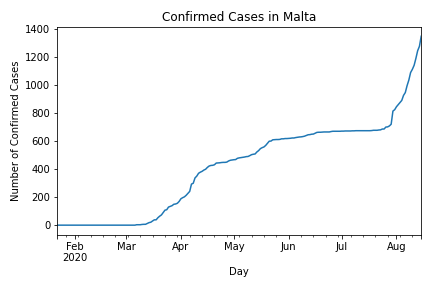 Confirmed Cases in Malta
1400
1200
1000
800
600
400
200
0
Number of Confirmed Cases
Feb Mar Apr May Jun Jul Aug
2020
Day